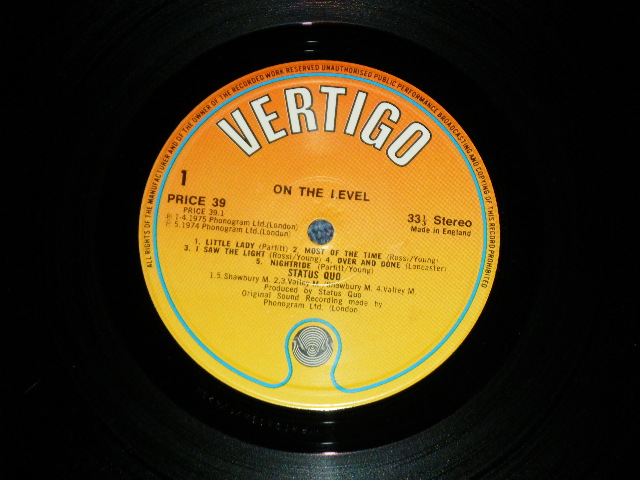 ALL RIGHTS OF THE MANUFACTURER AND OF THE OWNER OF THE RECORDED WORK RESERVED UNAUTHORISED PUBLIC PERFORMANCE BROADCASTING AND COPYING OF THIS RECORD PROHIBITED
VERTIGO
1
ON THE LEVEL
PRICE 39
PRICE 39.1
33⅓ Stereo
Made in England
℗ 1-4.1975 Phonogram Ltd.(London)
℗ 5.1974 Phonogram Ltd.(London)
1. LITTLE LADY (Parfitt) 2. MOST OF THE TIME (Rossi/Young)
3. I SAW THE LIGHT (Rossi/Young) 4. OVER AND DONE (Lancaster)
5. NIGHTRIDE (Parfitt/Young)
STATUS QUO
1.5. Shawbury M. 2.3. Valley M./Shawbury M. 4. Valley M
Produced by Status Quo
Original Sound Recording made by
Phonogram Ltd. (London